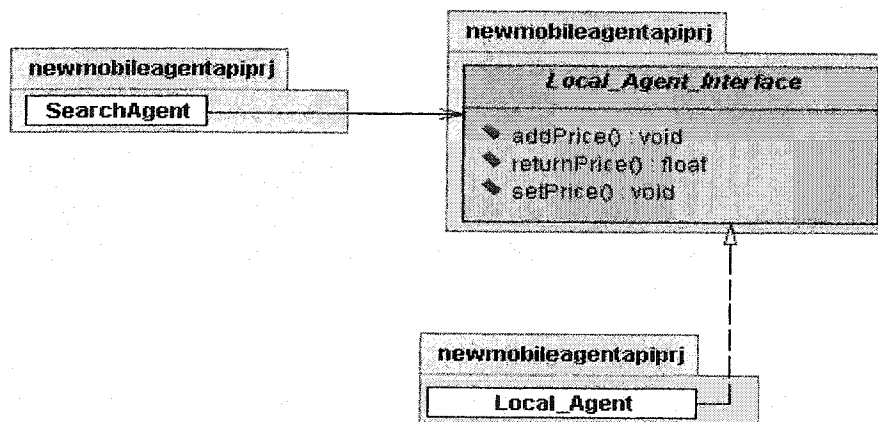 newmobileagentapiprj
SearchAgent
newmobileagentapiprj
Local_Agent_Interface
addPrice() : void
returnPrice() : float
setPrice() : void
newmobileagentapiprj
Local_Agent